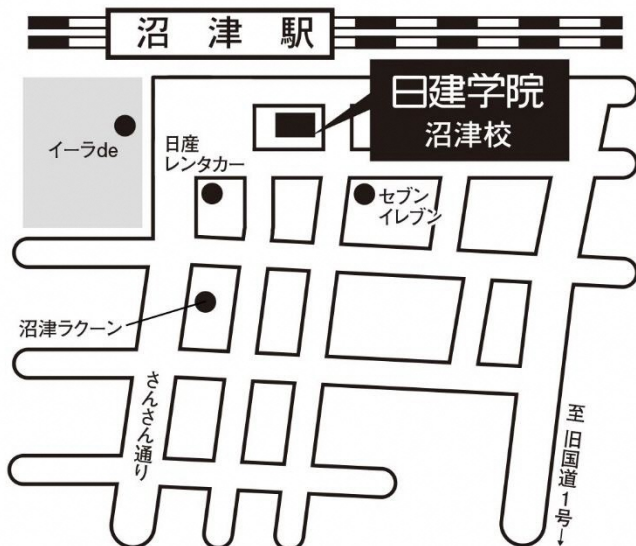 沼津駅
日建学院
沼津校
イーラde
日産
レンタカー
セブン
イレブン
沼津ラクーン
さんさん通り
至 旧国道1号→